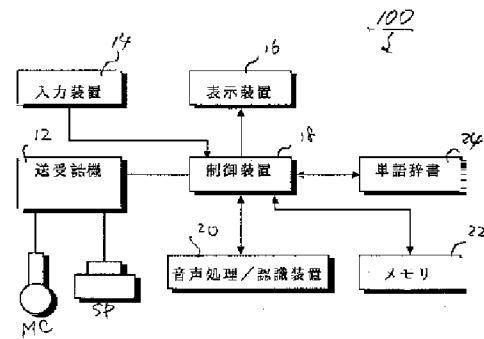 100
14
入力装置
16
表示装置
12
送受話機
18
制御装置
24
単語辞書
20
音声処理／認識装置
22
メモリ
MC
SP